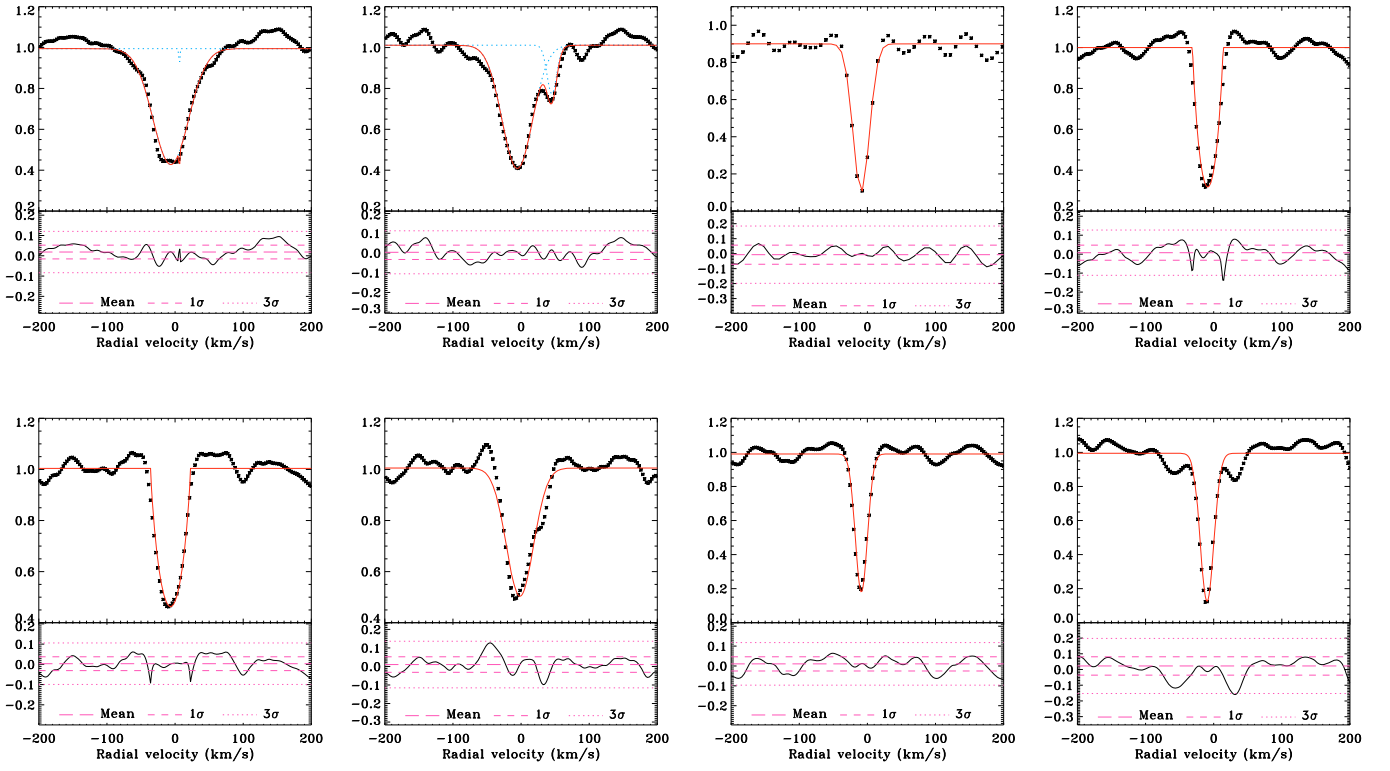 1.2 1.2 1.0 1.2
1.0 1.0 0.8 1.0
0.8 0.8 0.6 0.8
0.6 0.6 0.4 0.6
0.4 0.4 0.2 0.4
0.2 0.2 0.0 0.2
0.2 0.2 0.2 0.2
0.1 0.1 0.1 0.1
0.0 0.0 0.0 0.0
−0.1 −0.1 −0.1 −0.1
−0.2 −0.2 −0.2 −0.2
−0.3 −0.3
Mean 1σ 3σ Mean 1σ 3σ Mean 1σ 3σ Mean 1σ 3σ
−200 −100 0 100 200 −200 −100 0 100 200 −200 −100 0 100 200 −200 −100 0 100 200
Radial velocity (km/s) Radial velocity (km/s) Radial velocity (km/s) Radial velocity (km/s)
1.2 1.2 1.2 1.2
1.0 1.0 1.0 1.0
0.8 0.8 0.8 0.8
0.6 0.6 0.6 0.6
0.4 0.4
0.2 0.2
0.4 0.4 0.0 0.0
0.2 0.2 0.2 0.2
0.1 0.1 0.1 0.1
0.0 0.0 0.0 0.0
−0.1 −0.1 −0.1 −0.1
−0.2 −0.2 −0.2 −0.2
−0.3 −0.3
Mean 1σ 3σ Mean 1σ 3σ Mean 1σ 3σ Mean 1σ 3σ
−200 −100 0 100 200 −200 −100 0 100 200 −200 −100 0 100 200 −200 −100 0 100 200
Radial velocity (km/s) Radial velocity (km/s) Radial velocity (km/s) Radial velocity (km/s)